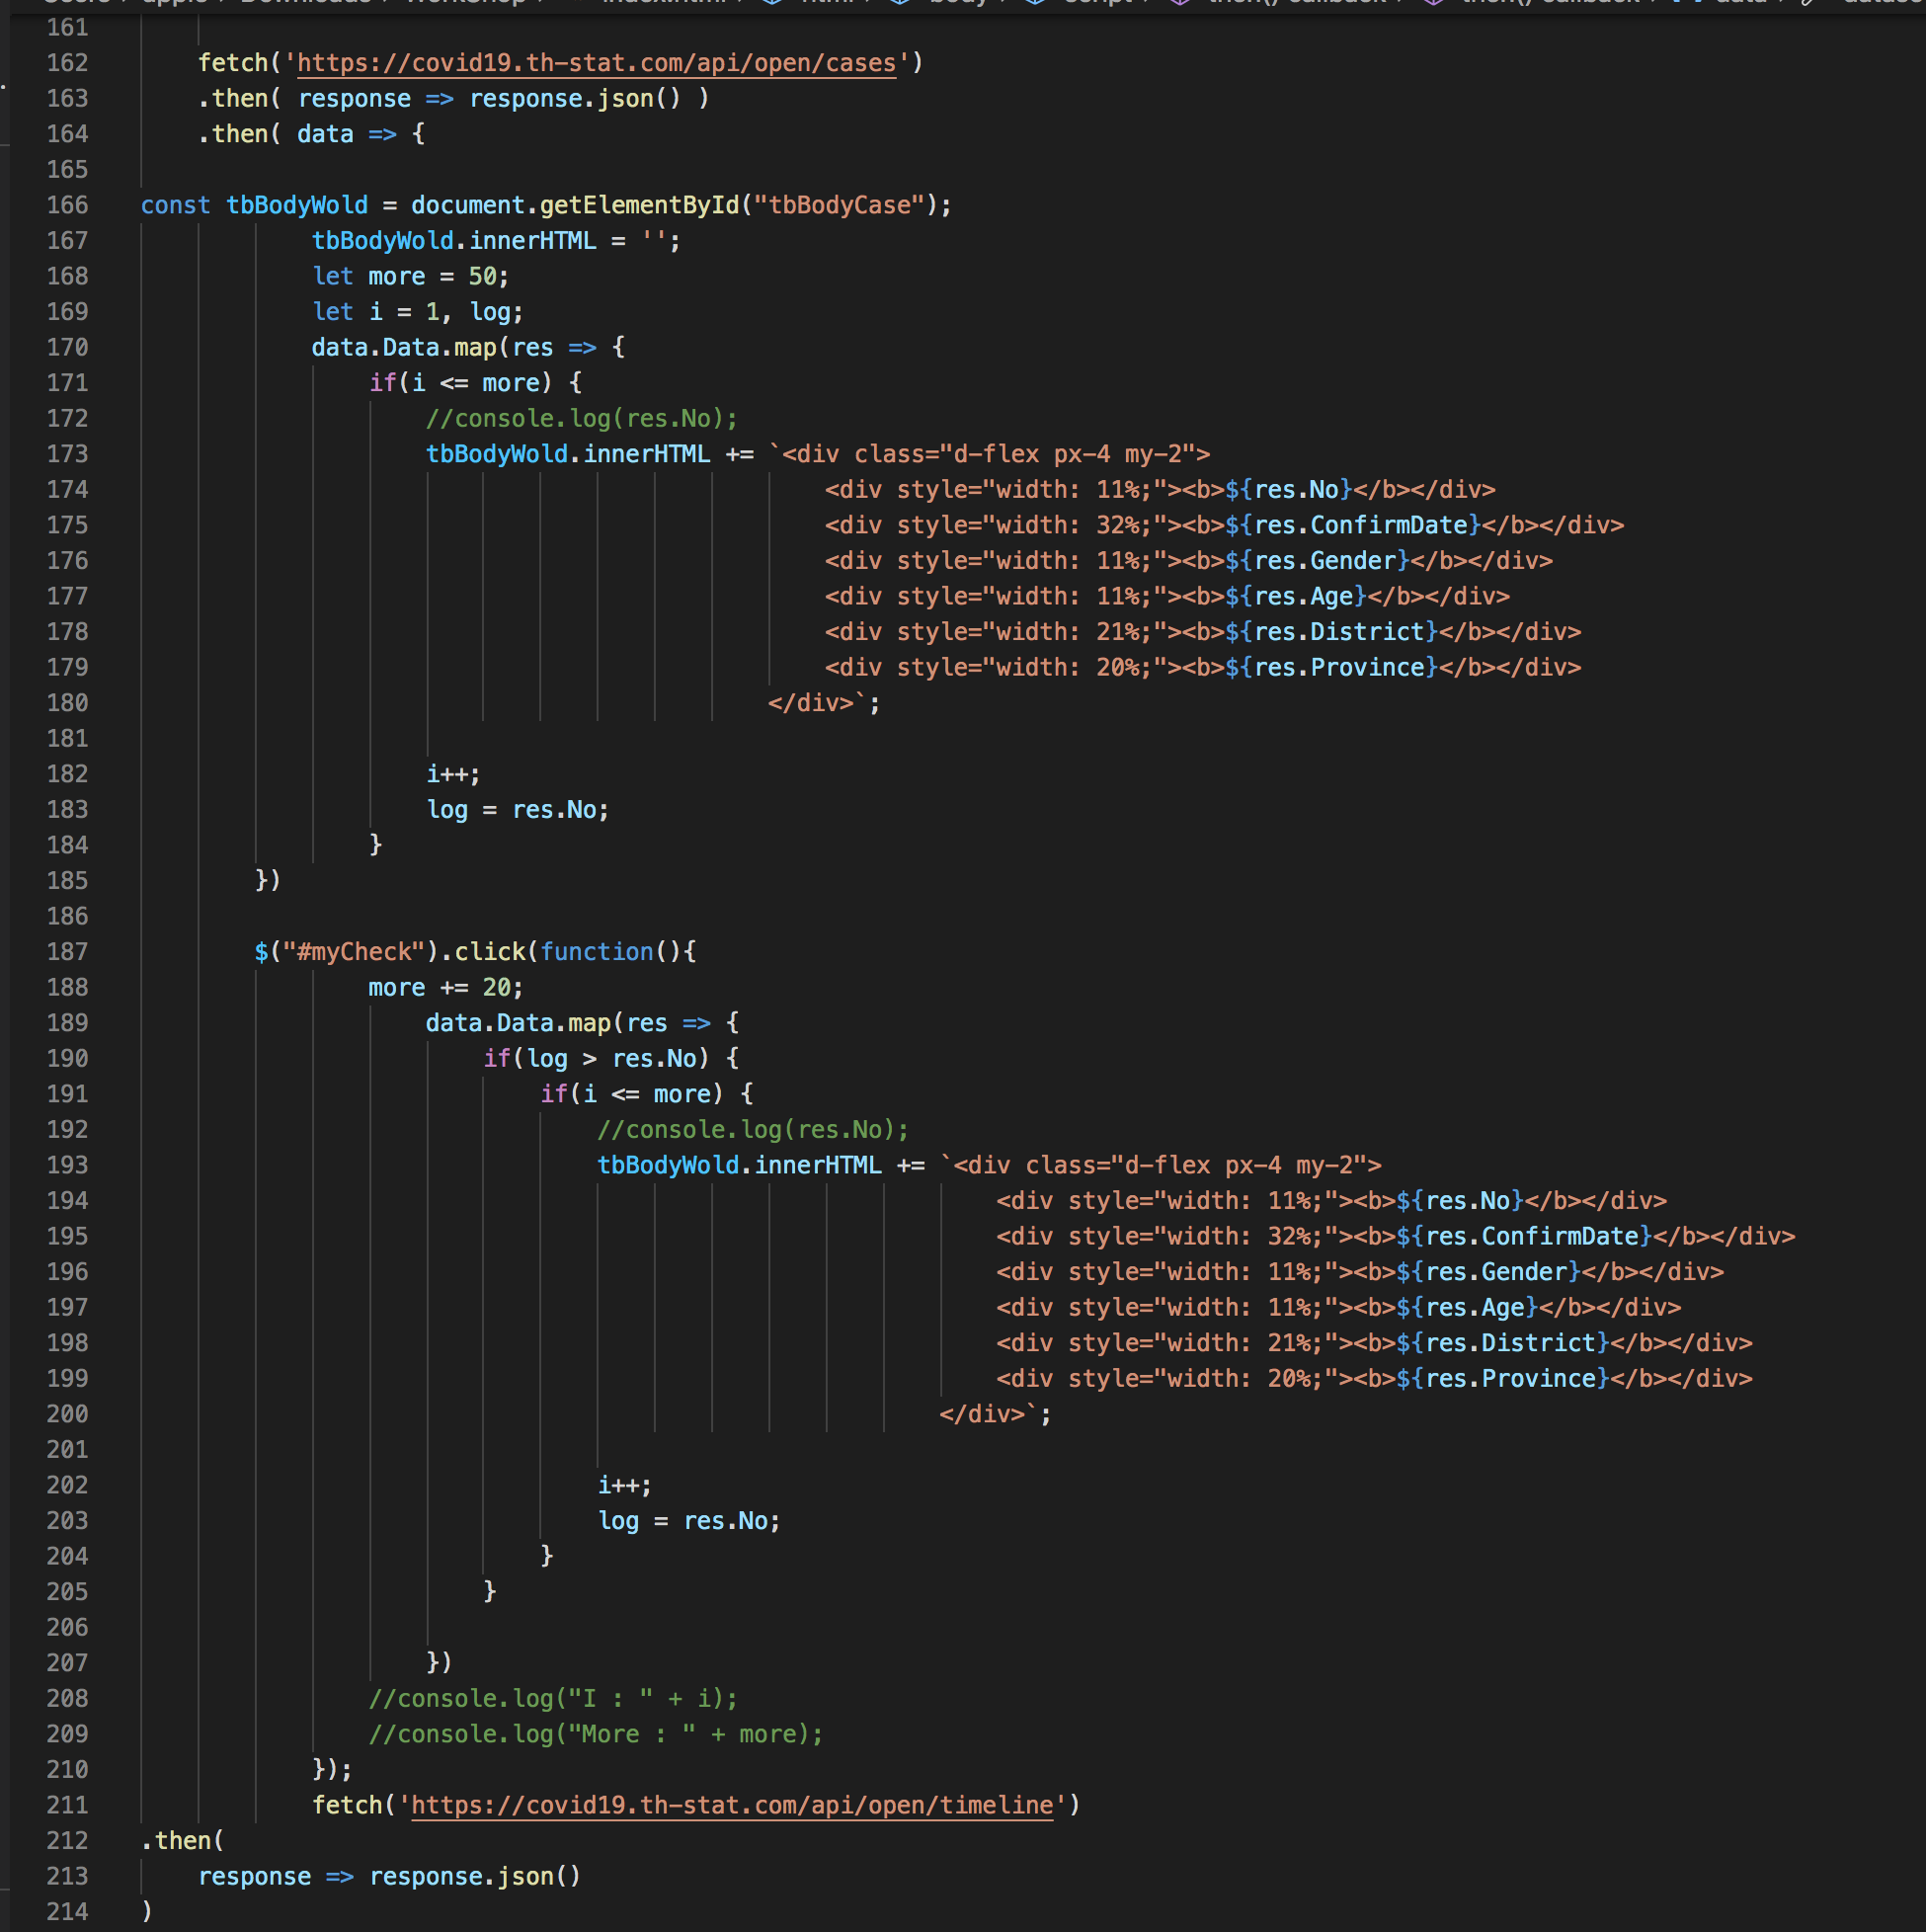 161
162 fetch('https://covid19.th-stat.com/api/open/cases')
163 .then( response => response.json() )
164 .then( data => {
165
166 const tbBodyWold = document.getElementById("tbBodyCase");
167 tbBodyWold.innerHTML = '';
168 let more = 50;
169 let i = 1, log;
170 data.Data.map(res => {
171 if(i <= more) {
172 //console.log(res.No);
173 tbBodyWold.innerHTML += `<div class="d-flex px-4 my-2">
174 <div style="width: 11%;"><b>${res.No}</b></div>
175 <div style="width: 32%;"><b>${res.ConfirmDate}</b></div>
176 <div style="width: 11%;"><b>${res.Gender}</b></div>
177 <div style="width: 11%;"><b>${res.Age}</b></div>
178 <div style="width: 21%;"><b>${res.District}</b></div>
179 <div style="width: 20%;"><b>${res.Province}</b></div>
180 </div>`;
181
182 i++;
183 log = res.No;
184 }
185 })
186
187 $("#myCheck").click(function(){
188 more += 20;
189 data.Data.map(res => {
190 if(log > res.No) {
191 if(i <= more) {
192 //console.log(res.No);
193 tbBodyWold.innerHTML += `<div class="d-flex px-4 my-2">
194 <div style="width: 11%;"><b>${res.No}</b></div>
195 <div style="width: 32%;"><b>${res.ConfirmDate}</b></div>
196 <div style="width: 11%;"><b>${res.Gender}</b></div>
197 <div style="width: 11%;"><b>${res.Age}</b></div>
198 <div style="width: 21%;"><b>${res.District}</b></div>
199 <div style="width: 20%;"><b>${res.Province}</b></div>
200 </div>`;
201
202 i++;
203 log = res.No;
204 }
205 }
206
207 })
208 //console.log("I : " + i);
209 //console.log("More : " + more);
210 });
211 fetch('https://covid19.th-stat.com/api/open/timeline')
212 .then(
213 response => response.json()
214 )